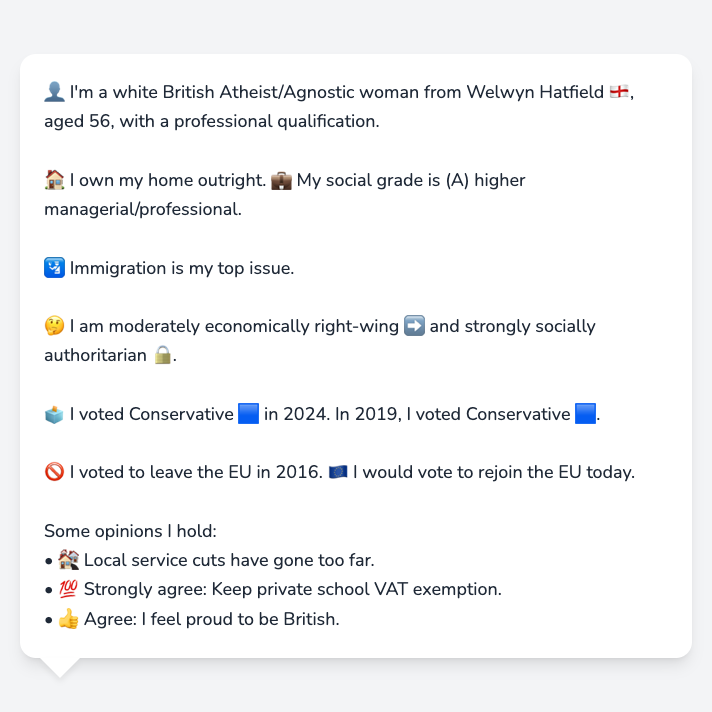 👤 I'm a white British Atheist/Agnostic woman from Welwyn Hatfield 🏴󠁧󠁢󠁥󠁮󠁧󠁿,
aged 56, with a professional qualification.
🏠 I own my home outright. 💼 My social grade is (A) higher
managerial/professional.
🛂 Immigration is my top issue.
🤔 I am moderately economically right-wing ➡️ and strongly socially
authoritarian 🔒.
🗳️ I voted Conservative 🟦 in 2024. In 2019, I voted Conservative 🟦.
🚫 I voted to leave the EU in 2016. 🇪🇺 I would vote to rejoin the EU today.
Some opinions I hold:
• 🏚️ Local service cuts have gone too far.
• 💯 Strongly agree: Keep private school VAT exemption.
• 👍 Agree: I feel proud to be British.